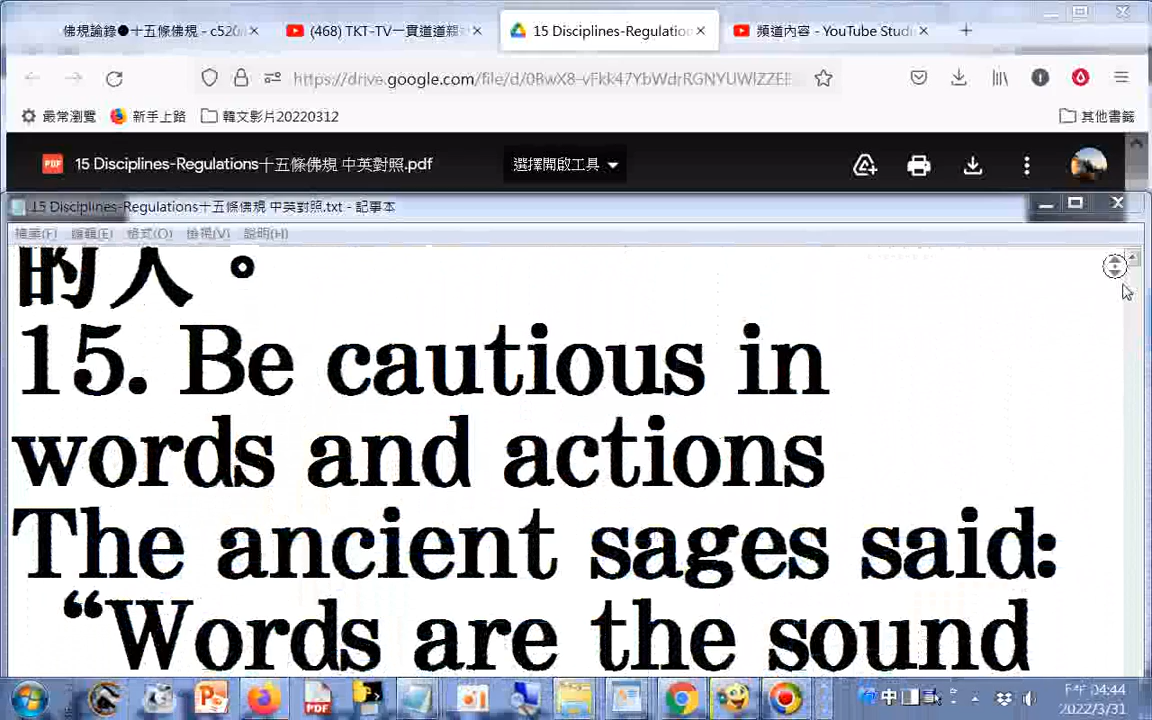 佛規諭錄●十五條佛規 - c520
(468) TKT-TV一貫道道親
15 Disciplines-Regulation
頻道內容 - YouTube Studi
https://drive.google.com/file/d/0BwX8-vFkk47YbWdrRGNYUWlZZE
最常瀏覽
新手上路
韓文影片20220312
其他書籤
PDF
15 Disciplines-Regulations十五條佛規 中英對照.pdf
選擇開啟工具
15 Disciplines-Regulations十五條佛規 中英對照.txt - 記事本
檔案(F) 編輯(E) 格式(O) 檢視(V) 說明(H)
的人。
15. Be cautious in
words and actions
The ancient sages said:
“Words are the sound
PDF
中
下午 04:44
2022/3/31